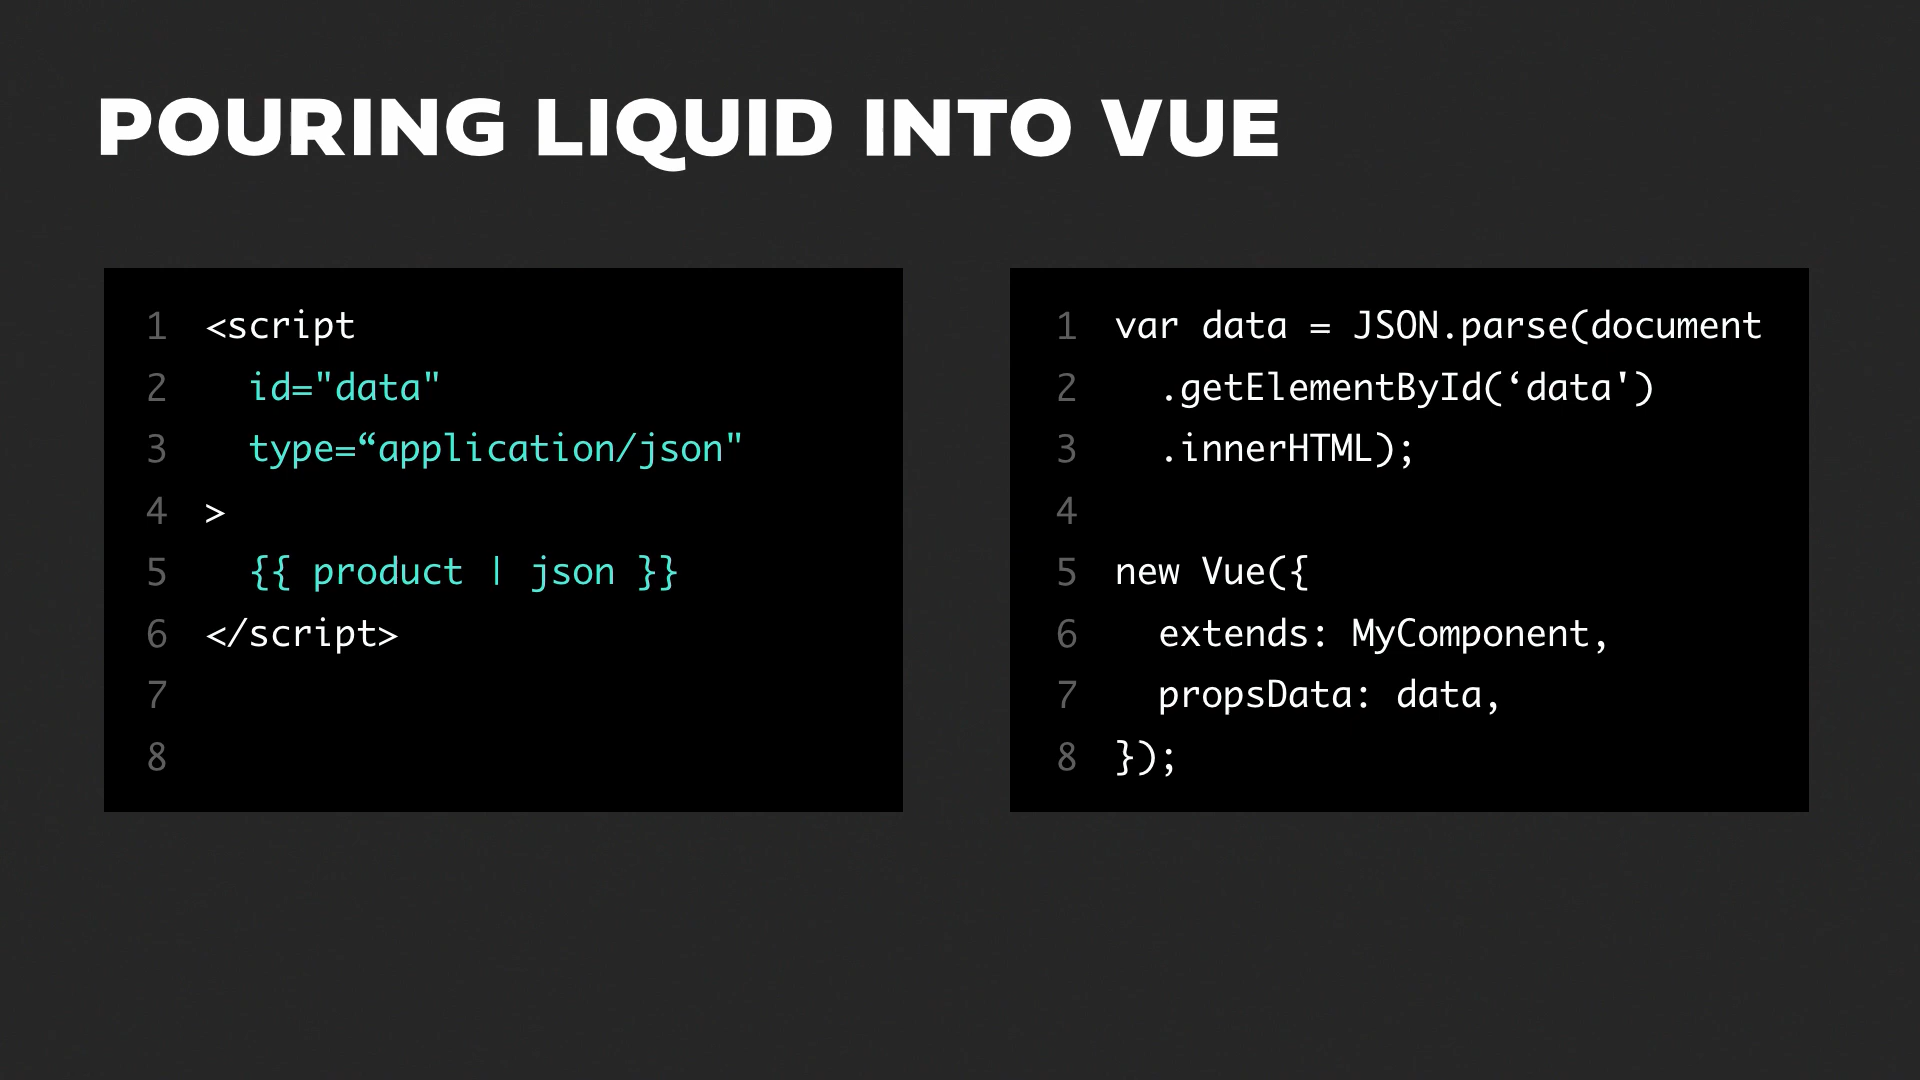 POURING LIQUID INTO VUE
1 <script
2   id="data"
3   type=“application/json"
4 >
5   {{ product | json }}
6 </script>
7
8
1 var data = JSON.parse(document
2   .getElementById(‘data')
3   .innerHTML);
4
5 new Vue({
6   extends: MyComponent,
7   propsData: data,
8 });